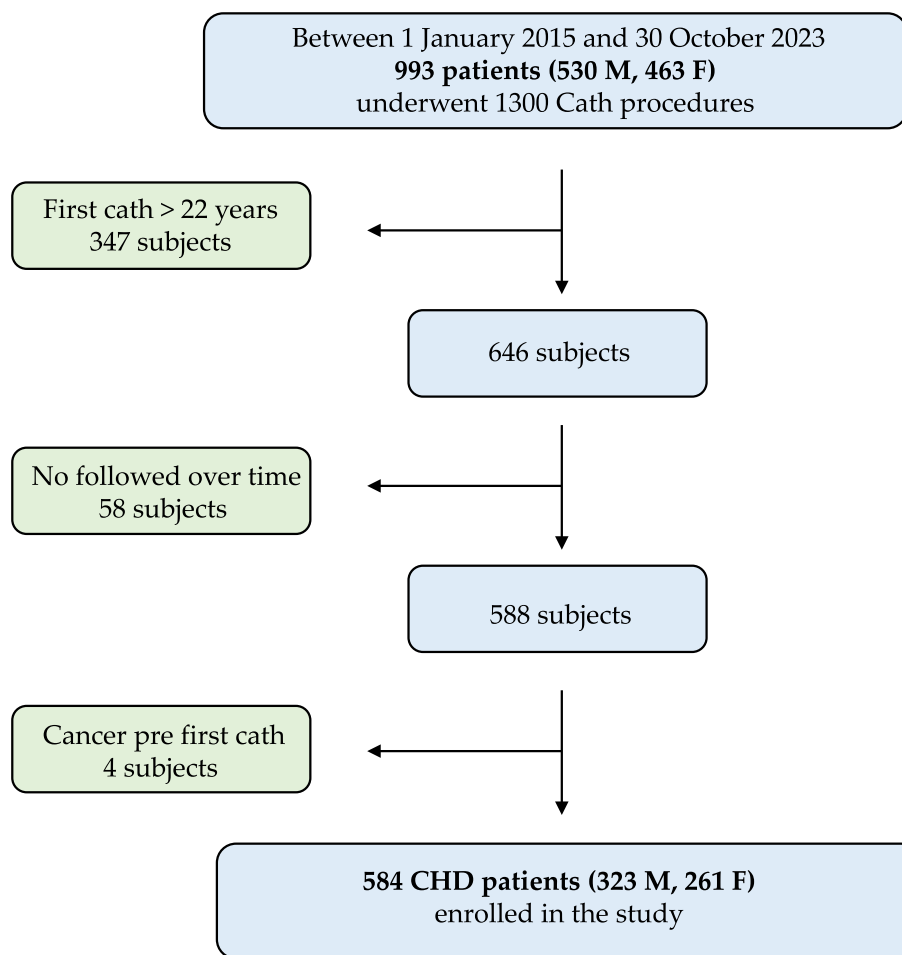 Between 1 January 2015 and 30 October 2023
993 patients (530 M, 463 F)
underwent 1300 Cath procedures
First cath > 22 years
347 subjects
646 subjects
No followed over time
58 subjects
588 subjects
Cancer pre first cath
4 subjects
584 CHD patients (323 M, 261 F)
enrolled in the study